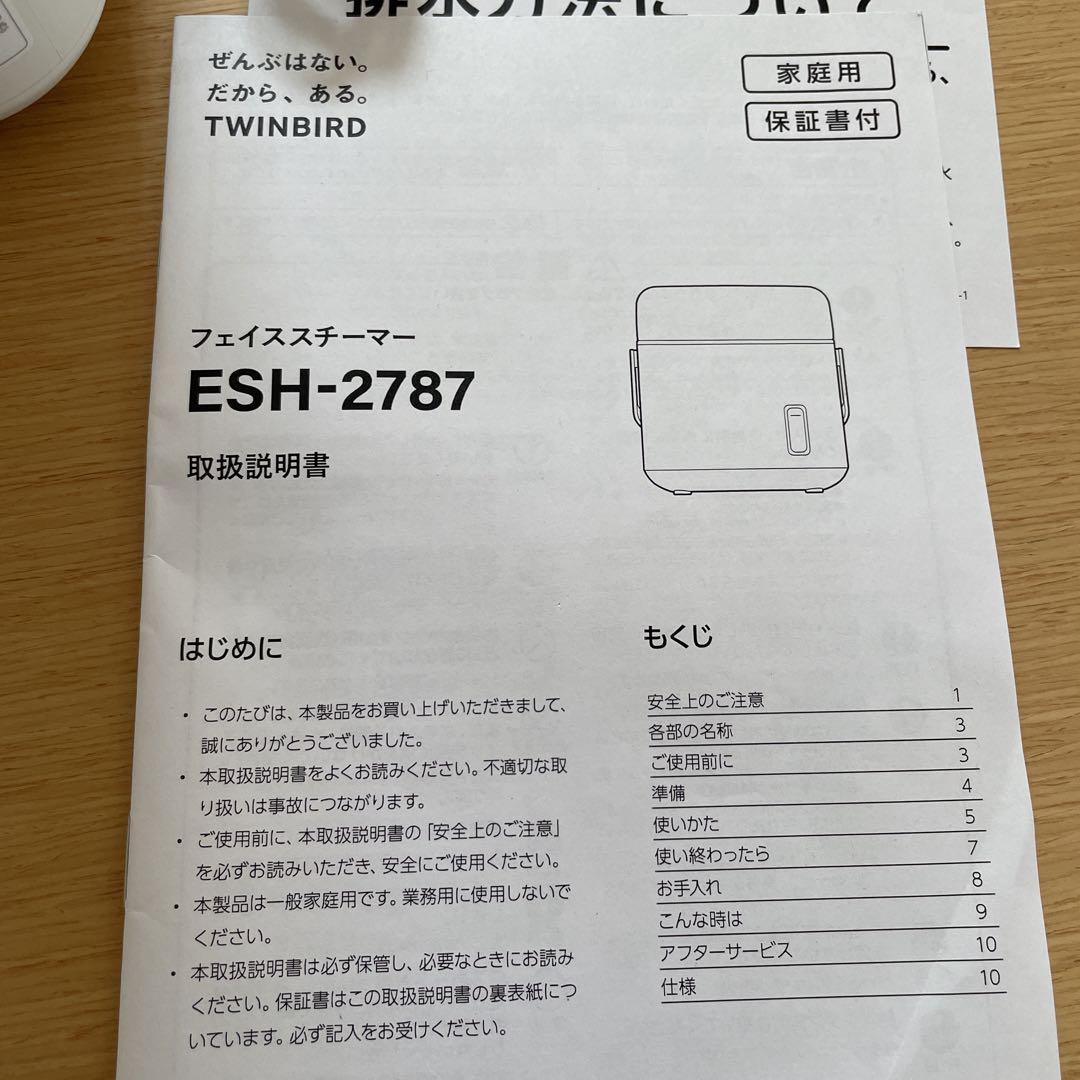 排水方法について
ぜんぶはない。
だから、ある。
TWINBIRD
家庭用
保証書付
フェイススチーマー
ESH-2787
取扱説明書
はじめに
・このたびは、本製品をお買い上げいただきまして、
誠にありがとうございました。
・本取扱説明書をよくお読みください。不適切な取
り扱いは事故につながります。
・ご使用前に、本取扱説明書の「安全上のご注意」
を必ずお読みいただき、安全にご使用ください。
・本製品は一般家庭用です。業務用に使用しないで
ください。
・本取扱説明書は必ず保管し、必要なときにお読み
ください。保証書はこの取扱説明書の裏表紙につ
いています。必ず記入をお受けください。
もくじ
安全上のご注意 1
各部の名称 3
ご使用前に 3
準備 4
使いかた 5
使い終わったら 7
お手入れ 8
こんな時は 9
アフターサービス 10
仕様 10
水
-1